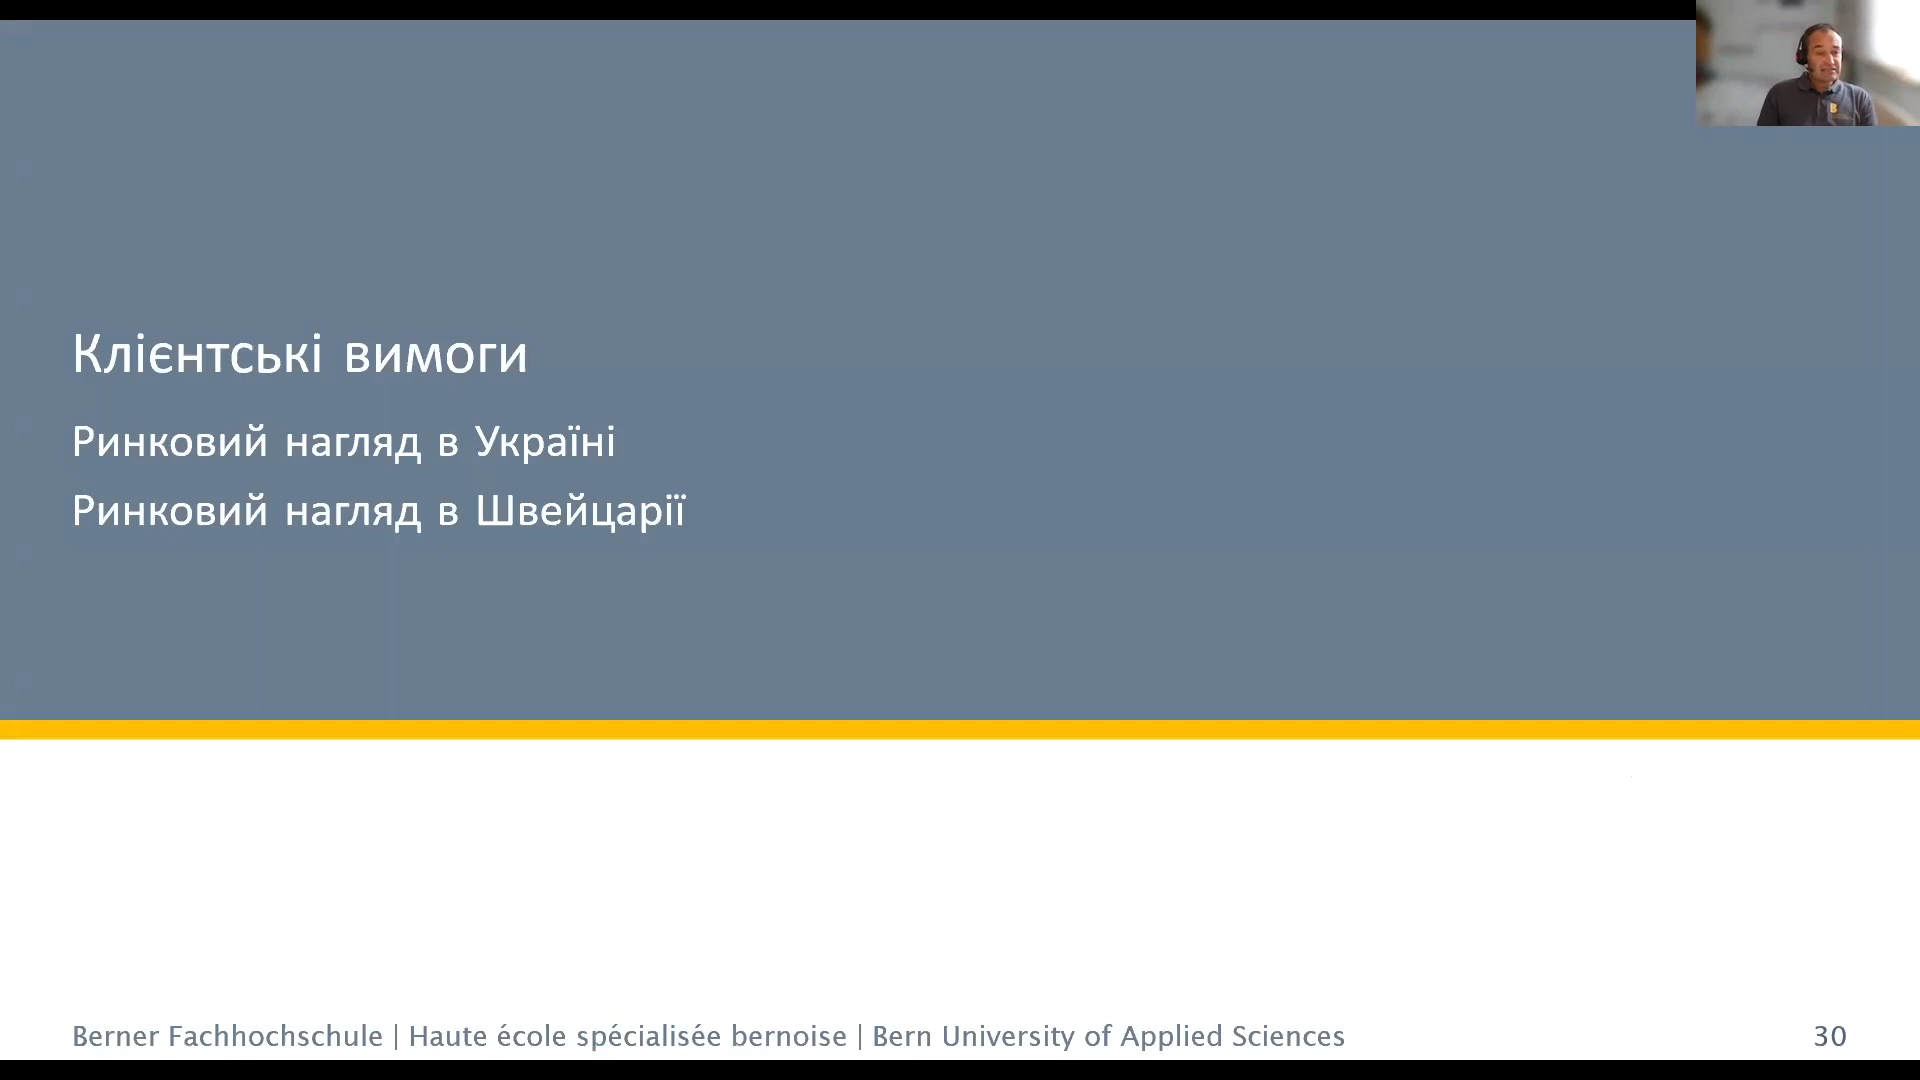 Клієнтські вимоги
Ринковий нагляд в Україні
Ринковий нагляд в Швейцарії
Berner Fachhochschule | Haute école spécialisée bernoise | Bern University of Applied Sciences
30